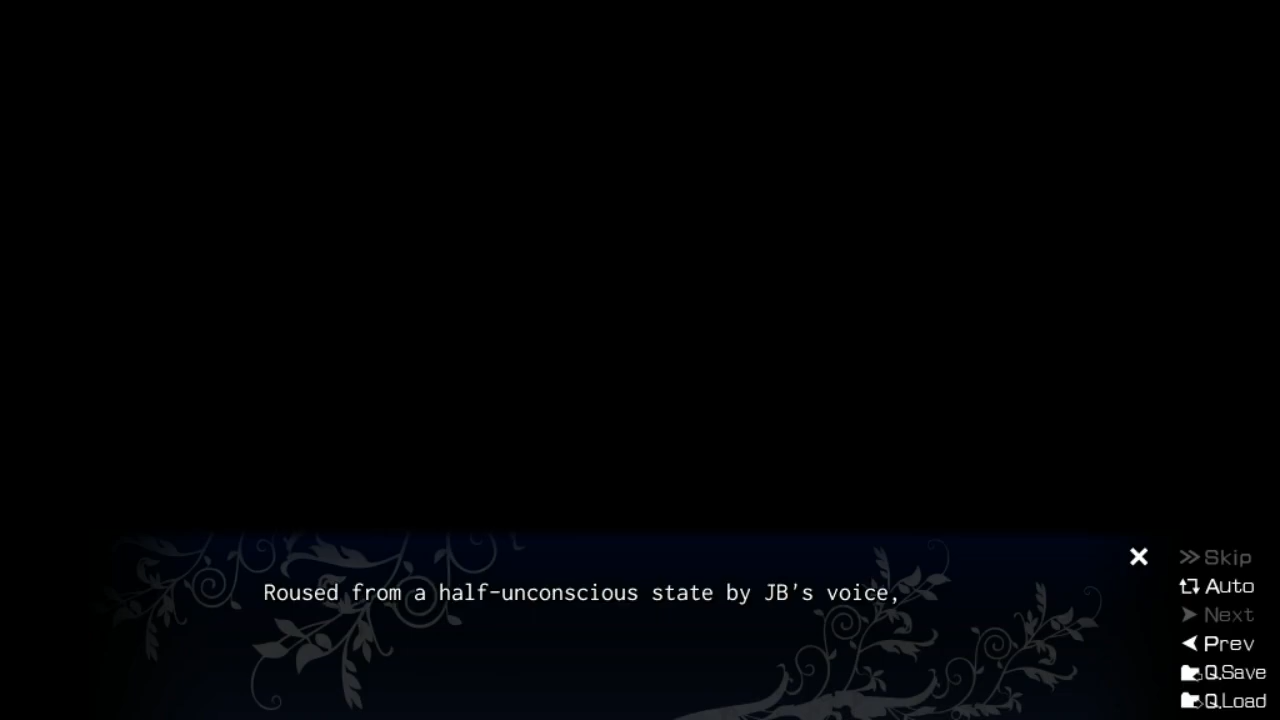 Roused from a half-unconscious state by JB's voice,
Skip
Auto
Next
Prev
Q.Save
Q.Load